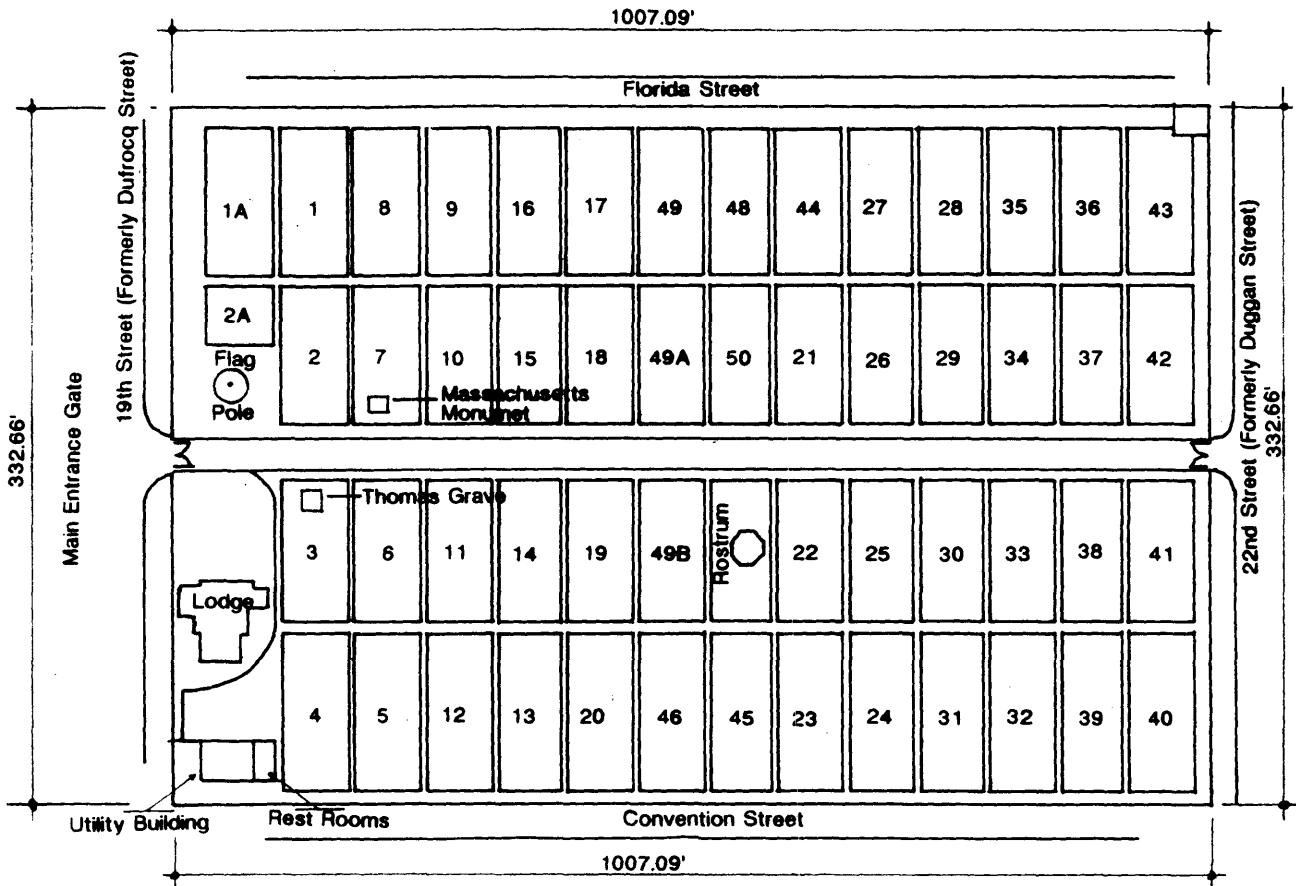 1007.09'
Florida Street
19th Street (Formerly Dufrocq Street)
22nd Street (Formerly Duggan Street)
332.66'
332.66'
Main Entrance Gate
1A 1 8 9 16 17 49 48 44 27 28 35 36 43
2A
Flag
Pole
2 7 10 15 18 49A 50 21 26 29 34 37 42
Massachusetts
Monumet
Thomas Grave
3 6 11 14 19 49B Rostrum 22 25 30 33 38 41
Lodge
4 5 12 13 20 46 45 23 24 31 32 39 40
Utility Building
Rest Rooms
Convention Street
1007.09'